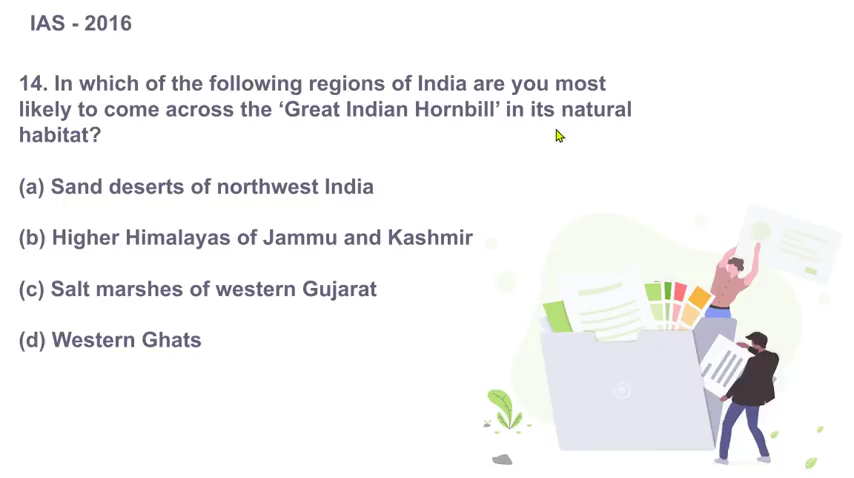 IAS - 2016
14. In which of the following regions of India are you most
likely to come across the ‘Great Indian Hornbill’ in its natural
habitat?
(a) Sand deserts of northwest India
(b) Higher Himalayas of Jammu and Kashmir
(c) Salt marshes of western Gujarat
(d) Western Ghats